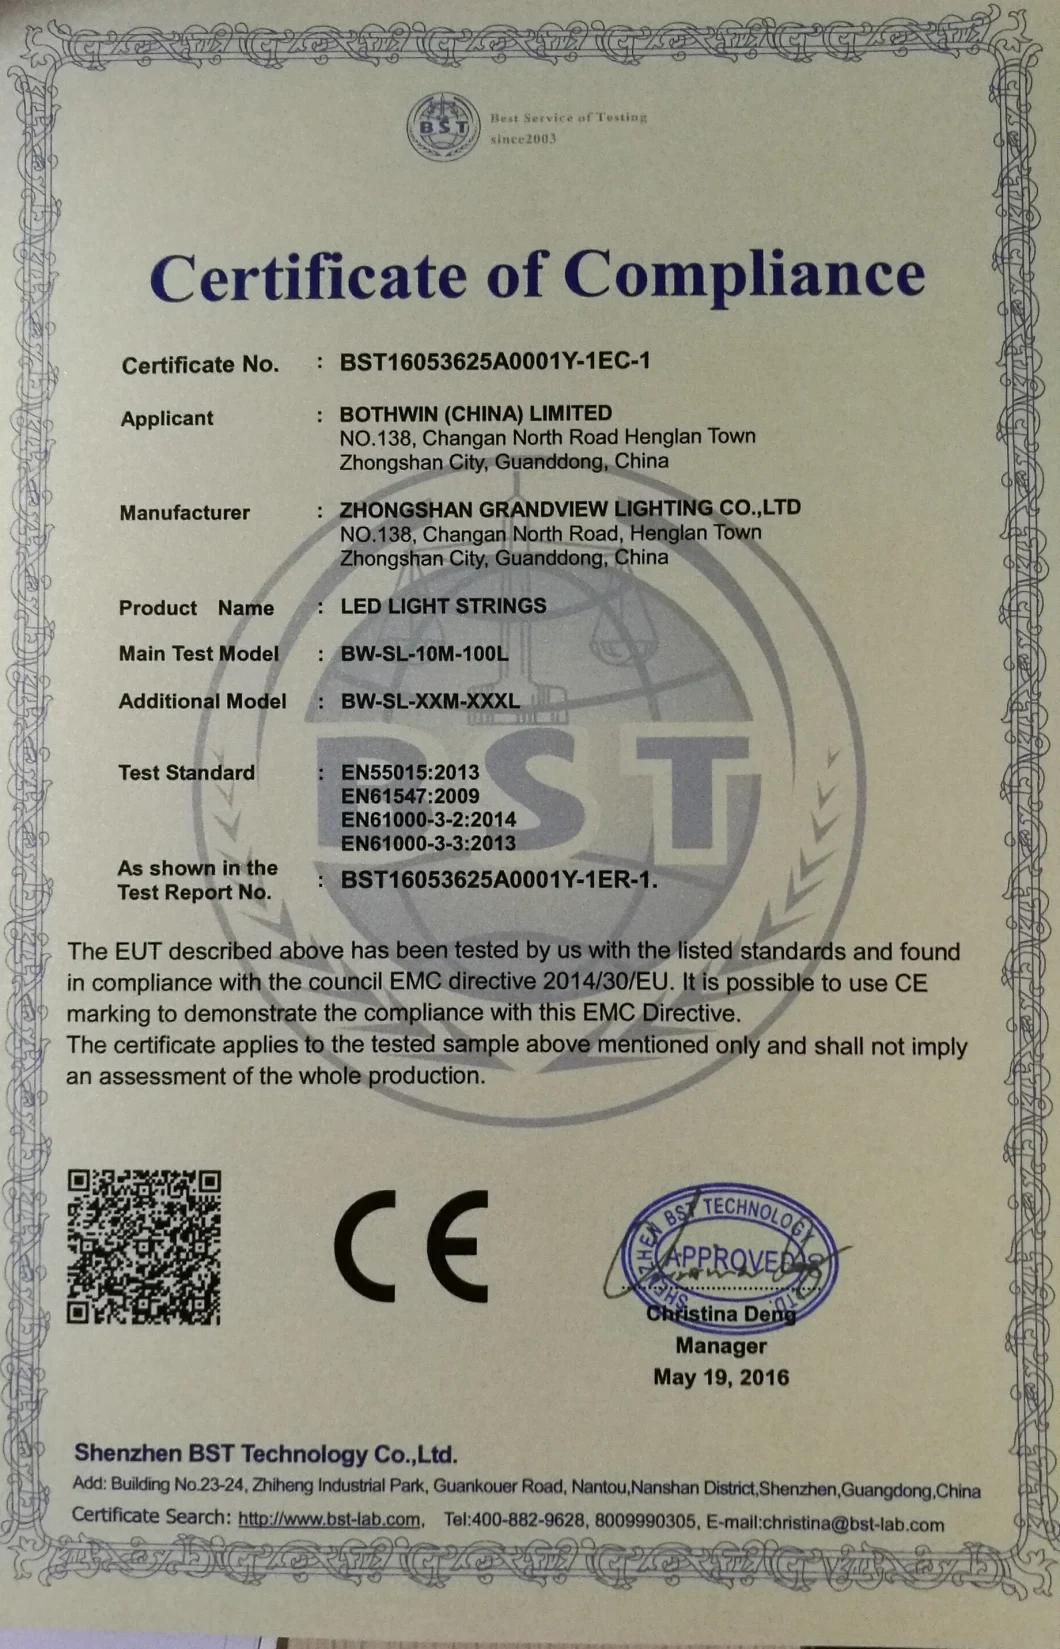 BST
Best Service of Testing
since2003
Certificate of Compliance
Certificate No. : BST16053625A0001Y-1EC-1
Applicant : BOTHWIN (CHINA) LIMITED
NO.138, Changan North Road Henglan Town
Zhongshan City, Guanddong, China
Manufacturer : ZHONGSHAN GRANDVIEW LIGHTING CO.,LTD
NO.138, Changan North Road, Henglan Town
Zhongshan City, Guanddong, China
Product Name : LED LIGHT STRINGS
Main Test Model : BW-SL-10M-100L
Additional Model : BW-SL-XXM-XXXL
BST
Test Standard : EN55015:2013
EN61547:2009
EN61000-3-2:2014
EN61000-3-3:2013
As shown in the
Test Report No. : BST16053625A0001Y-1ER-1.
The EUT described above has been tested by us with the listed standards and found
in compliance with the council EMC directive 2014/30/EU. It is possible to use CE
marking to demonstrate the compliance with this EMC Directive.
The certificate applies to the tested sample above mentioned only and shall not imply
an assessment of the whole production.
CE
SHENZHEN BST TECHNOLOGY
LTD.
APPROVED
Christina Deng
Manager
May 19, 2016
Shenzhen BST Technology Co.,Ltd.
Add: Building No.23-24, Zhiheng Industrial Park, Guankouer Road, Nantou,Nanshan District,Shenzhen,Guangdong,China
Certificate Search: http://www.bst-lab.com, Tel:400-882-9628, 8009990305, E-mail:christina@bst-lab.com